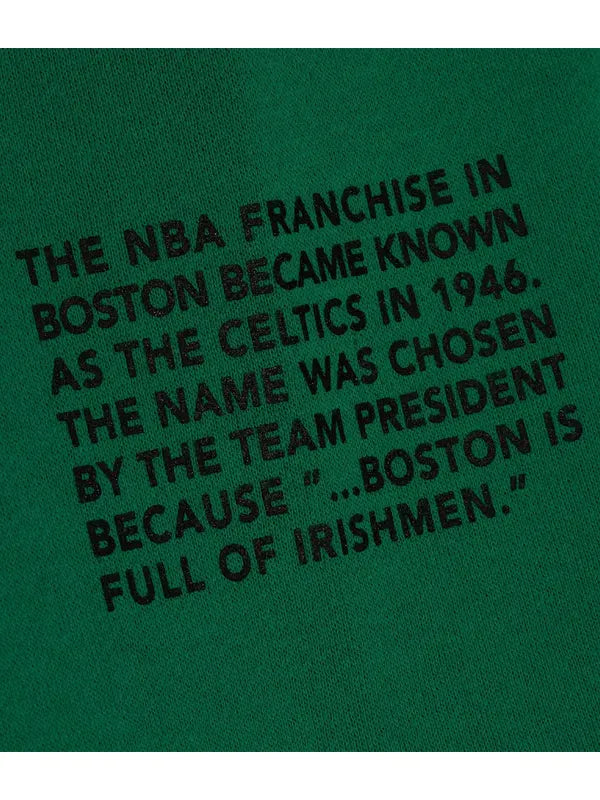 THE NBA FRANCHISE IN
BOSTON BECAME KNOWN
AS THE CELTICS IN 1946.
THE NAME WAS CHOSEN
BY THE TEAM PRESIDENT
BECAUSE "...BOSTON IS
FULL OF IRISHMEN."